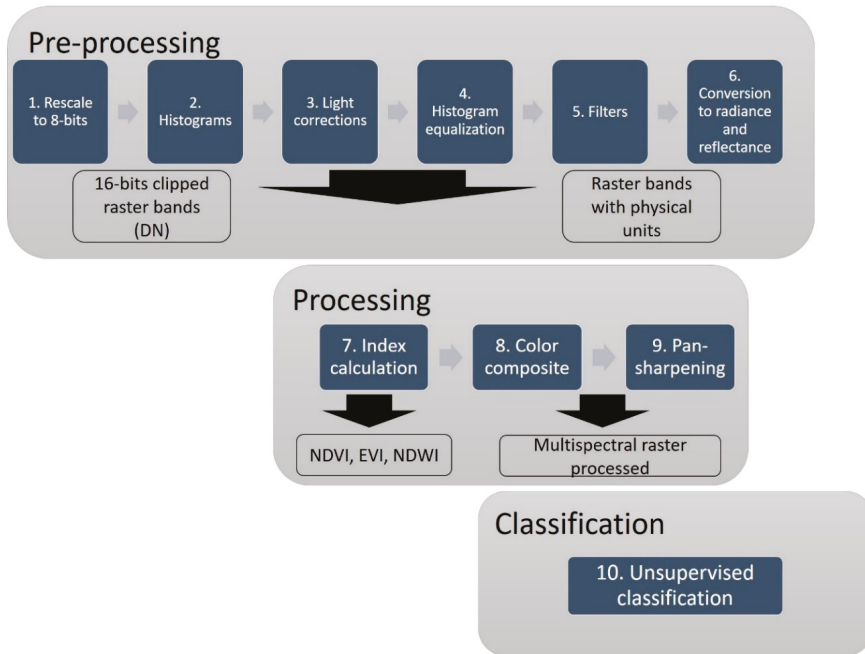 Pre-processing
1. Rescale
to 8-bits
2.
Histograms
3. Light
corrections
4.
Histogram
equalization
5. Filters
6.
Conversion
to radiance
and
reflectance
16-bits clipped
raster bands
(DN)
Raster bands
with physical
units
Processing
7. Index
calculation
8. Color
composite
9. Pan-
sharpening
NDVI, EVI, NDWI
Multispectral raster
processed
Classification
10. Unsupervised
classification